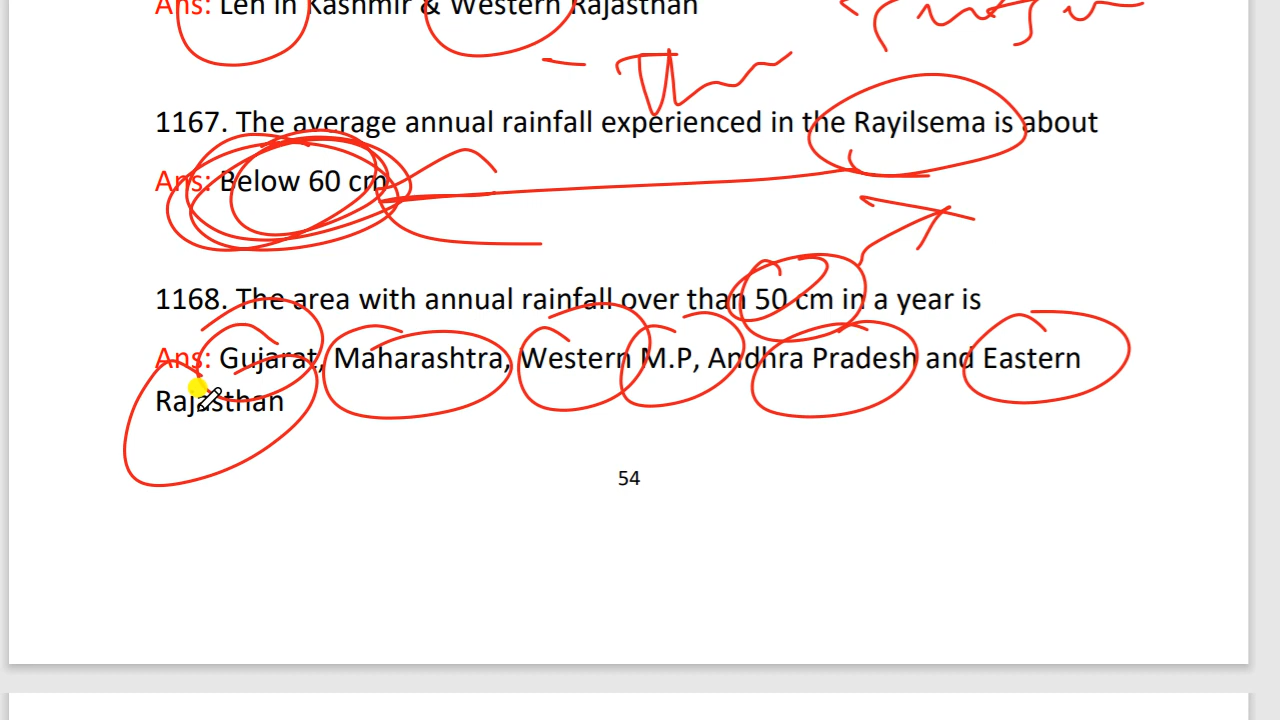 Ans: Leh in Kashmir & Western Rajasthan
1167. The average annual rainfall experienced in the Rayilsema is about
Ans: Below 60 cm
1168. The area with annual rainfall over than 50 cm in a year is
Ans: Gujarat, Maharashtra, Western M.P, Andhra Pradesh and Eastern
Rajasthan
54